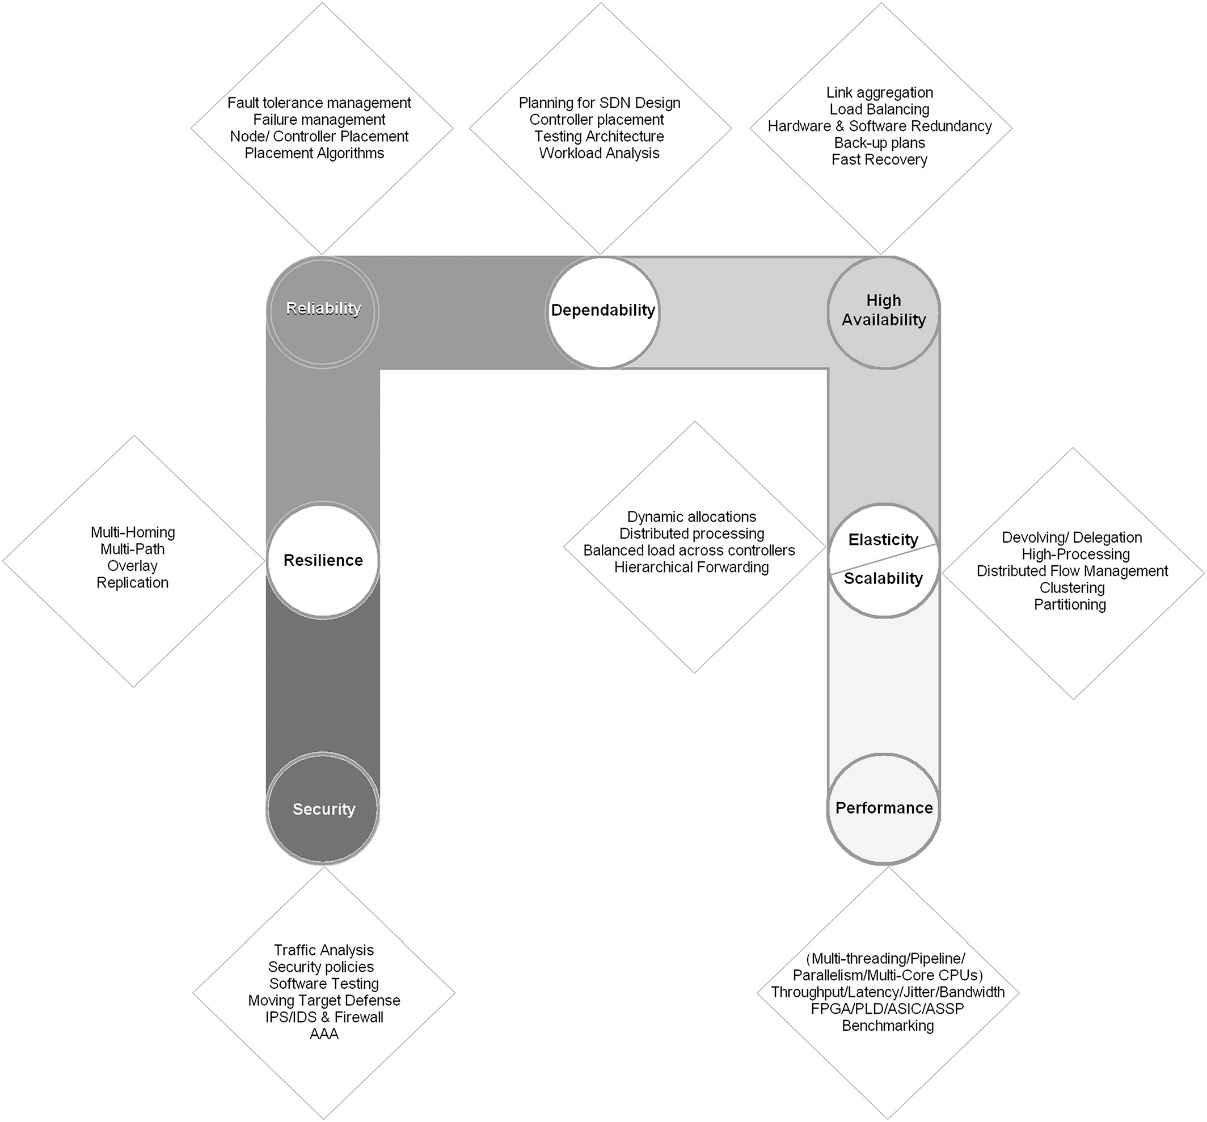 Fault tolerance management
Failure management
Node/ Controller Placement
Placement Algorithms
Planning for SDN Design
Controller placement
Testing Architecture
Workload Analysis
Link aggregation
Load Balancing
Hardware & Software Redundancy
Back-up plans
Fast Recovery
Reliability
Dependability
High
Availability
Multi-Homing
Multi-Path
Overlay
Replication
Resilience
Dynamic allocations
Distributed processing
Balanced load across controllers
Hierarchical Forwarding
Elasticity
Scalability
Devolving/ Delegation
High-Processing
Distributed Flow Management
Clustering
Partitioning
Security
Performance
Traffic Analysis
Security policies
Software Testing
Moving Target Defense
IPS/IDS & Firewall
AAA
(Multi-threading/Pipeline/
Parallelism/Multi-Core CPUs)
Throughput/Latency/Jitter/Bandwidth
FPGA/PLD/ASIC/ASSP
Benchmarking